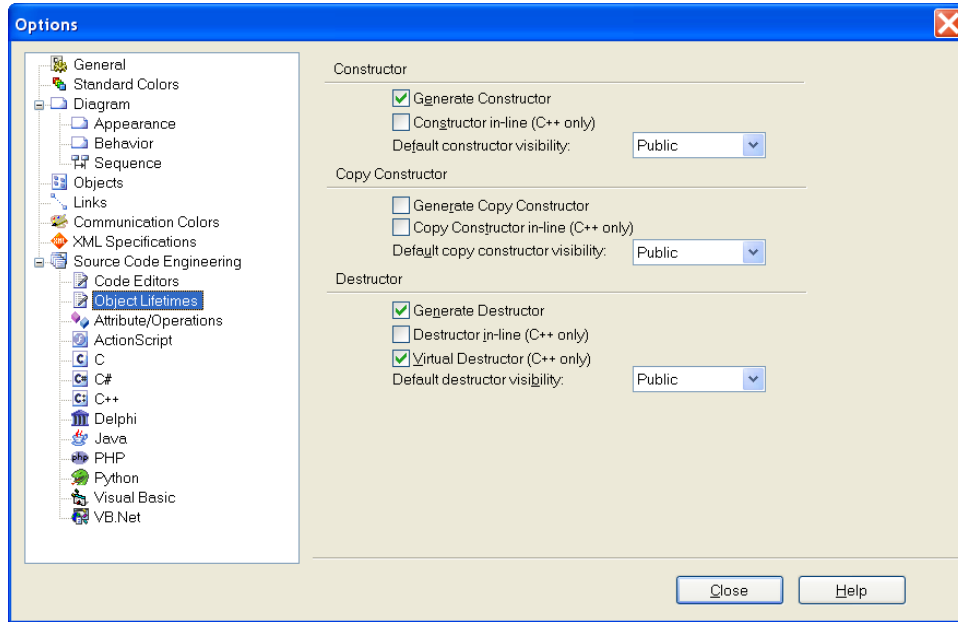 Options
General
Standard Colors
Diagram
Appearance
Behavior
Sequence
Objects
Links
Communication Colors
XML Specifications
Source Code Engineering
Code Editors
Object Lifetimes
Attribute/Operations
ActionScript
C
C#
C++
Delphi
Java
PHP
Python
Visual Basic
VB.Net
Constructor
Generate Constructor
Constructor in-line (C++ only)
Default constructor visibility: Public
Copy Constructor
Generate Copy Constructor
Copy Constructor in-line (C++ only)
Default copy constructor visibility: Public
Destructor
Generate Destructor
Destructor in-line (C++ only)
Virtual Destructor (C++ only)
Default destructor visibility: Public
Close Help